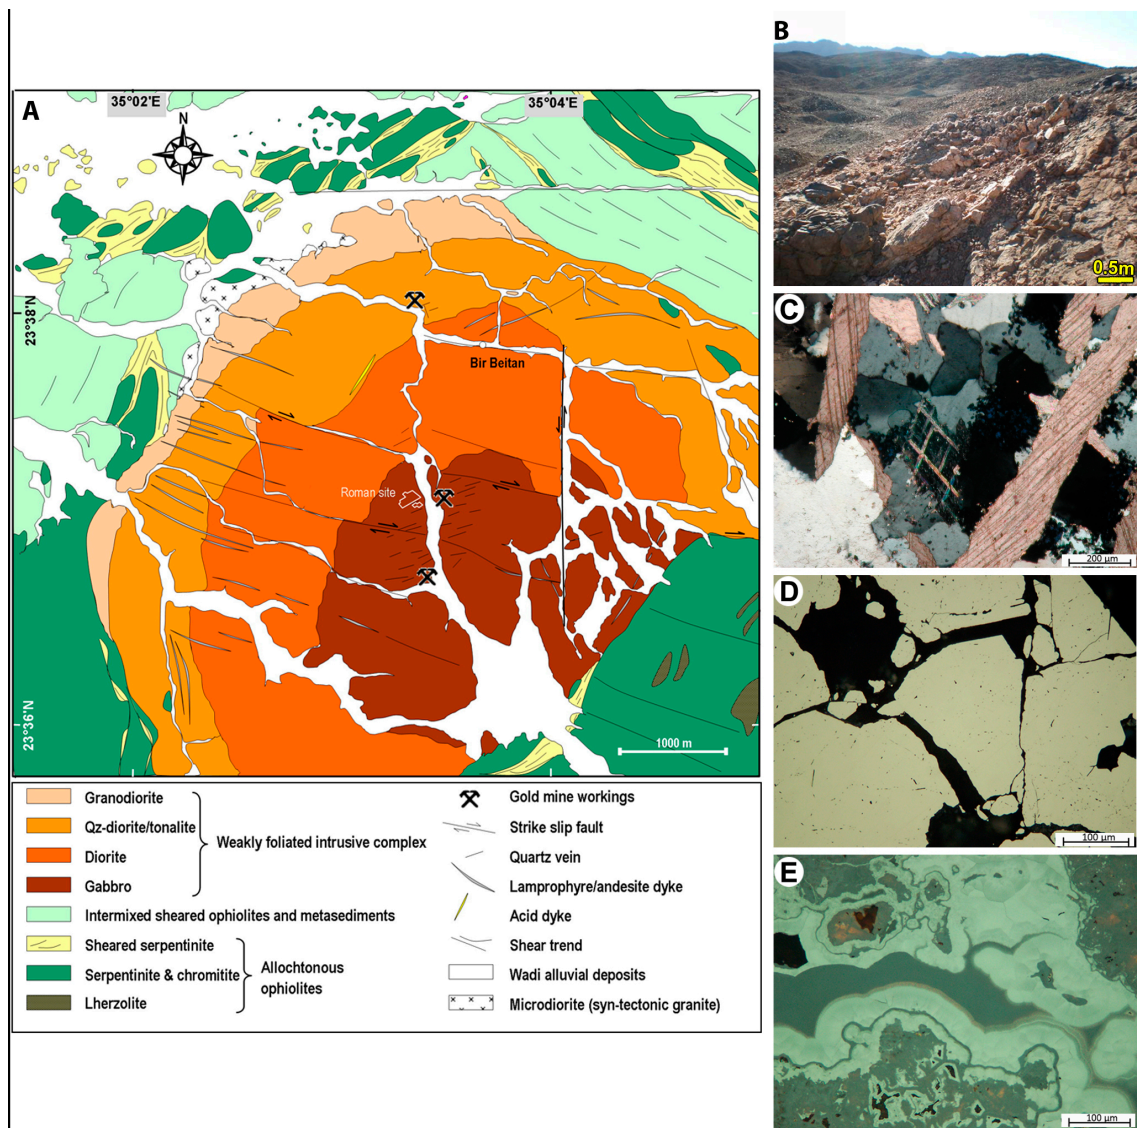 A
35°02'E
35°04'E
N
23°38'N
Bir Beitan
Roman site
23°36'N
1000 m
Granodiorite
Qz-diorite/tonalite
Diorite
Gabbro
Weakly foliated intrusive complex
Intermixed sheared ophiolites and metasediments
Sheared serpentinite
Serpentinite & chromitite
Lherzolite
Allochtonous
ophiolites
Gold mine workings
Strike slip fault
Quartz vein
Lamprophyre/andesite dyke
Acid dyke
Shear trend
Wadi alluvial deposits
Microdiorite (syn-tectonic granite)
B
0.5m
C
200 µm
D
100 µm
E
100 µm